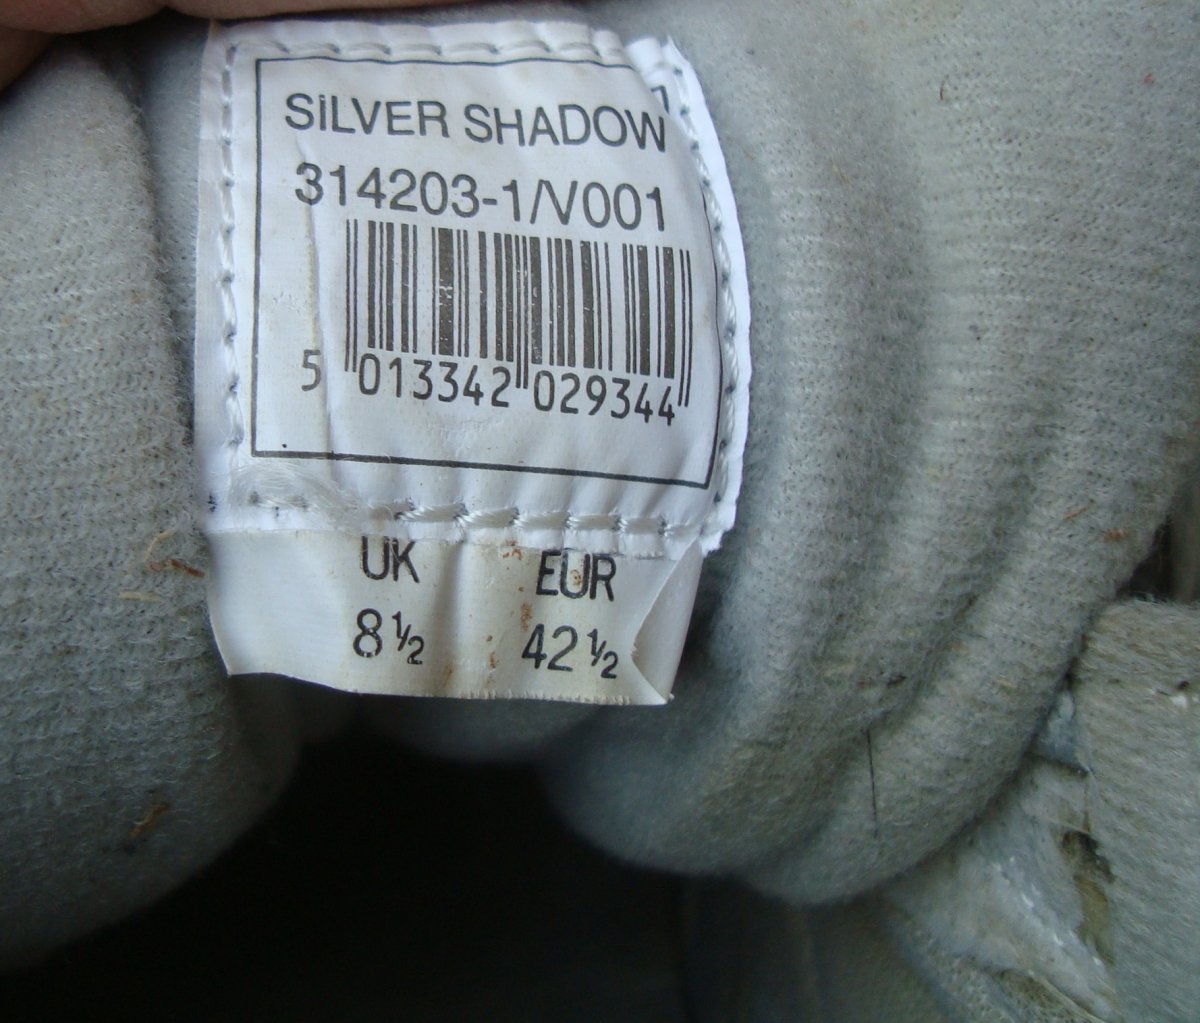 SILVER SHADOW
314203-1/V001
5 013342 029344
UK EUR
8½ 42½